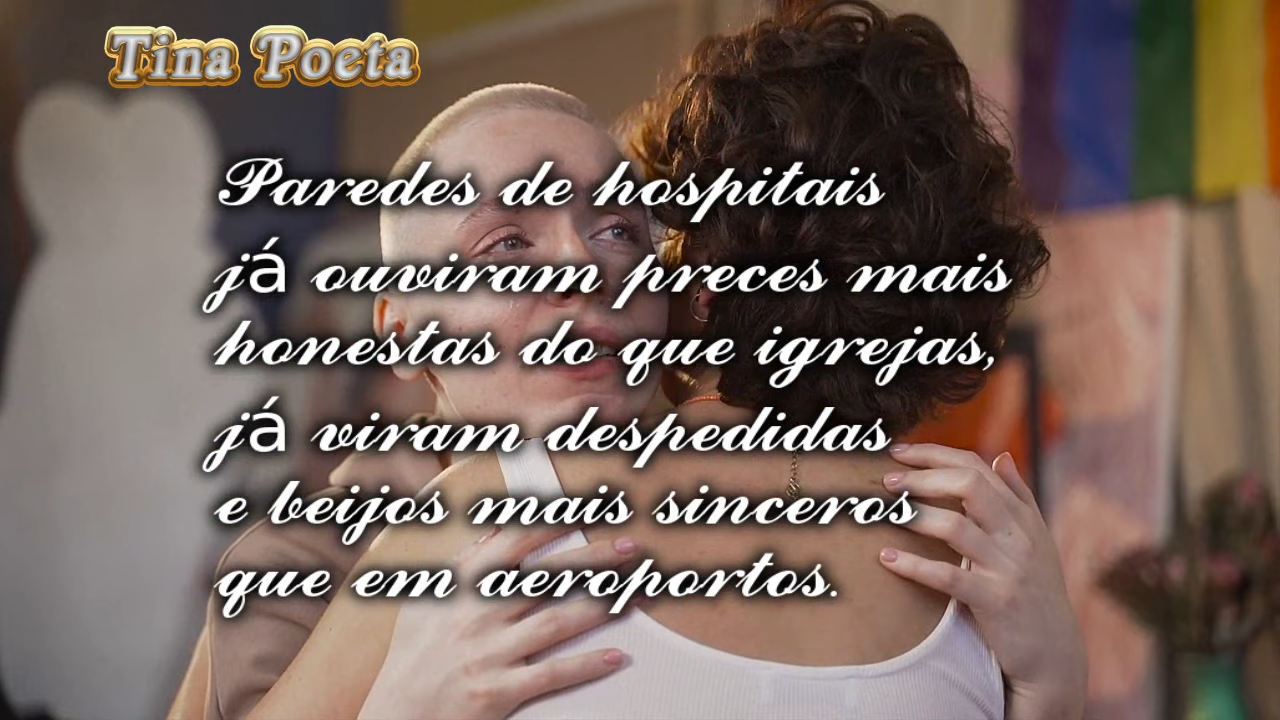 Tina Poeta
Paredes de hospitais
já ouviram preces mais
honestas do que igrejas,
já viram despedidas
e beijos mais sinceros
que em aeroportos.